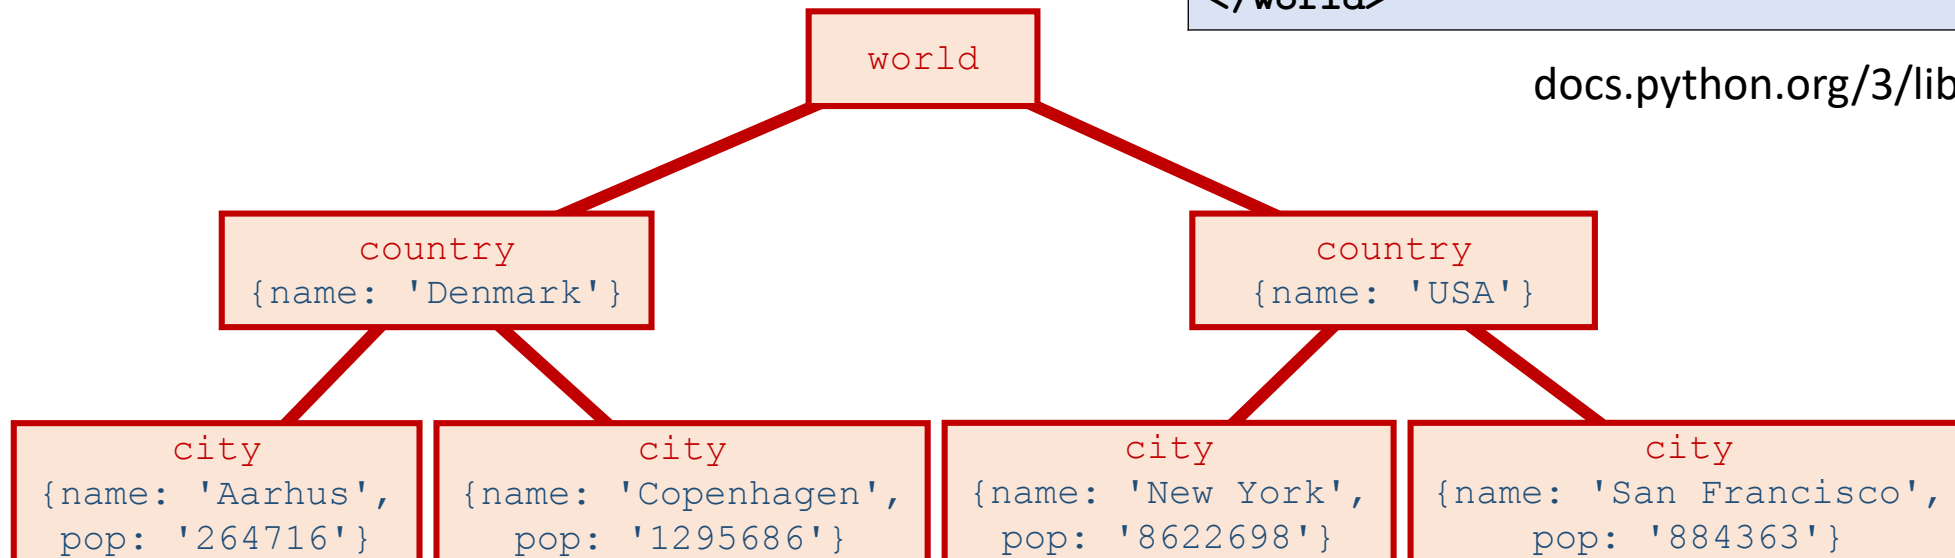 </world>
world
docs.python.org/3/lib
country
{name: 'Denmark'}
country
{name: 'USA'}
city
{name: 'Aarhus',
pop: '264716'}
city
{name: 'Copenhagen',
pop: '1295686'}
city
{name: 'New York',
pop: '8622698'}
city
{name: 'San Francisco',
pop: '884363'}